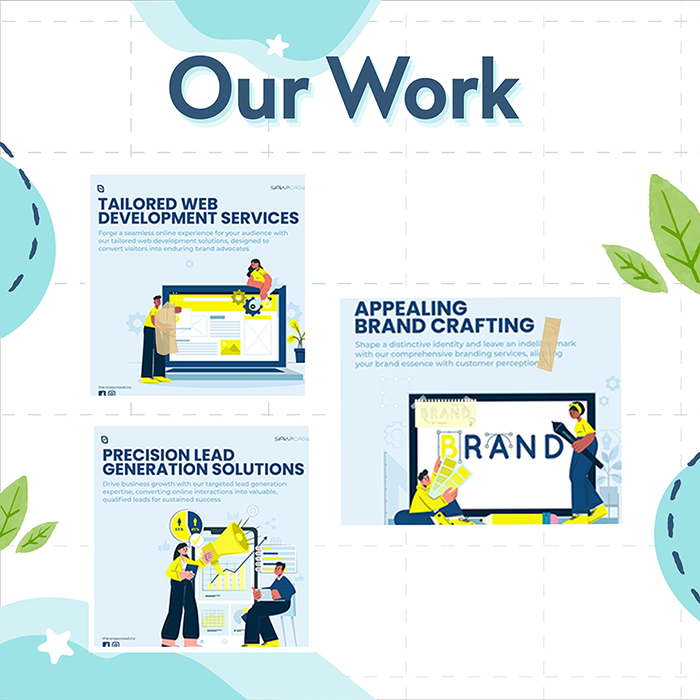 Our Work
TAILORED WEB
DEVELOPMENT SERVICES
Forge a seamless online experience for your audience with
our tailored web development solutions, designed to
convert visitors into enduring brand advocates
APPEALING
BRAND CRAFTING
Shape a distinctive identity and leave an indelible mark
with our comprehensive branding services,
your brand essence with customer perception
BRAND
BRAND
PRECISION LEAD
GENERATION SOLUTIONS
Drive business growth with our targeted lead generation
expertise, converting online interactions into valuable,
qualified leads for sustained success